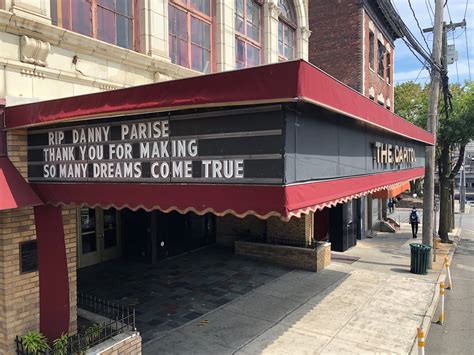 RIP DANNY PARISE
THANK YOU FOR MAKING
SO MANY DREAMS COME TRUE
THE CAPITOL